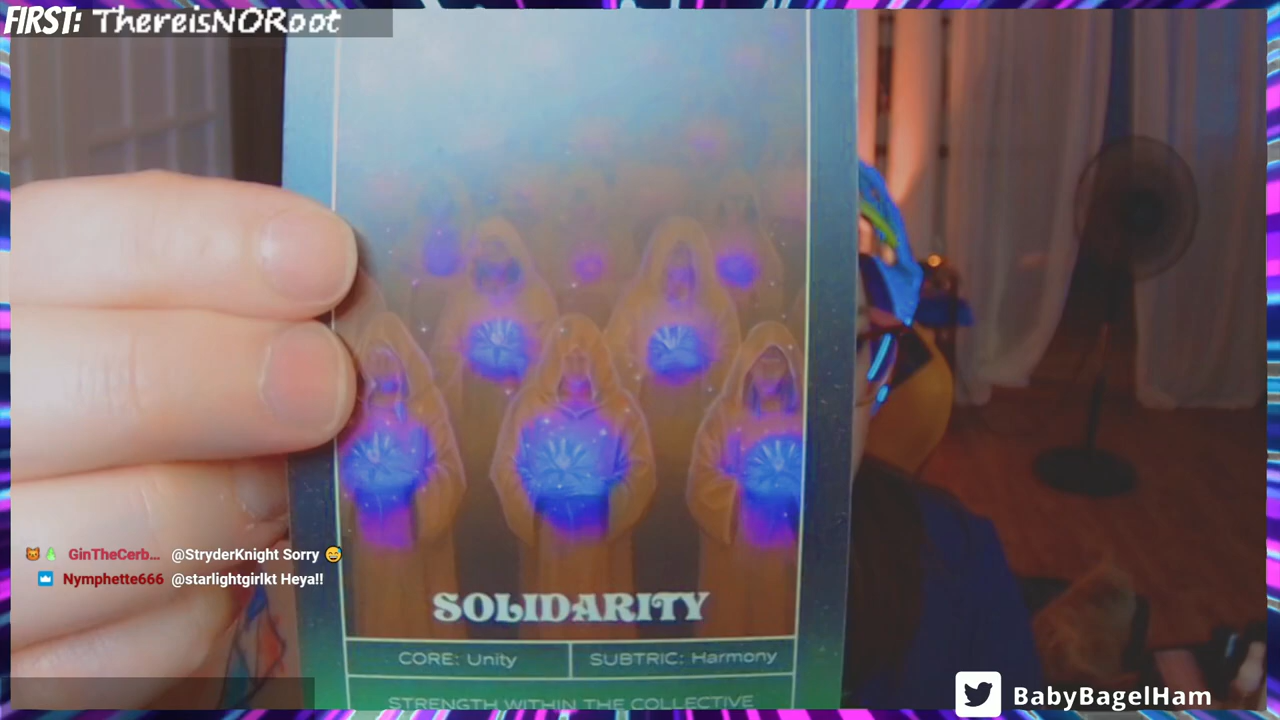 FIRST: ThereisNORoot
GinTheCerb... @StryderKnight Sorry 😅
Nymphette666 @starlightgirlkt Heya!!
SOLIDARITY
CORE: Unity
SUBTRIC: Harmony
STRENGTH WITHIN THE COLLECTIVE
BabyBagelHam